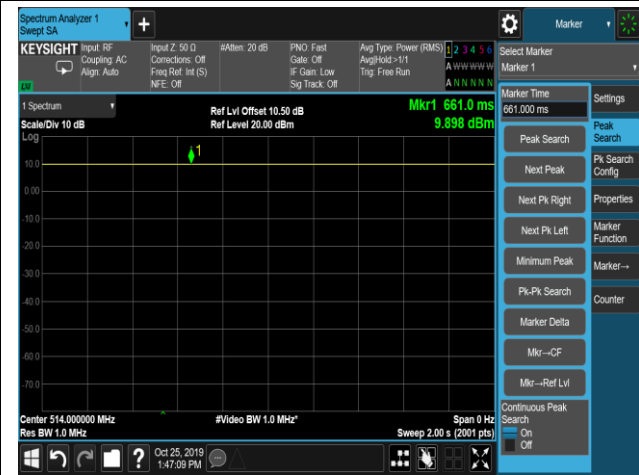 Spectrum Analyzer 1
Swept SA
+
Marker
KEYSIGHT
Input: RF
Coupling: AC
Align: Auto
Input Z: 50 Ω
Corrections: Off
Freq Ref: Int (S)
NFE: Off
#Atten: 20 dB
PNO: Fast
Gate: Off
IF Gain: Low
Sig Track: Off
Avg Type: Power (RMS)
Avg|Hold:>1/1
Trig: Free Run
1 2 3 4 5 6
A W W W W W
A N N N N N
Select Marker
Marker 1
LXI
1 Spectrum
Scale/Div 10 dB
Log
Ref Lvl Offset 10.50 dB
Ref Level 20.00 dBm
Mkr1 661.0 ms
9.898 dBm
1
10.0
0.00
-10.0
-20.0
-30.0
-40.0
-50.0
-60.0
-70.0
Center 514.000000 MHz
Res BW 1.0 MHz
#Video BW 1.0 MHz*
Span 0 Hz
Sweep 2.00 s (2001 pts)
Marker Time
661.000 ms
Peak Search
Next Peak
Next Pk Right
Next Pk Left
Minimum Peak
Pk-Pk Search
Marker Delta
Mkr→CF
Mkr→Ref Lvl
Continuous Peak
Search
On
Off
Settings
Peak
Search
Pk Search
Config
Properties
Marker
Function
Marker→
Counter
?
Oct 25, 2019
1:47:09 PM